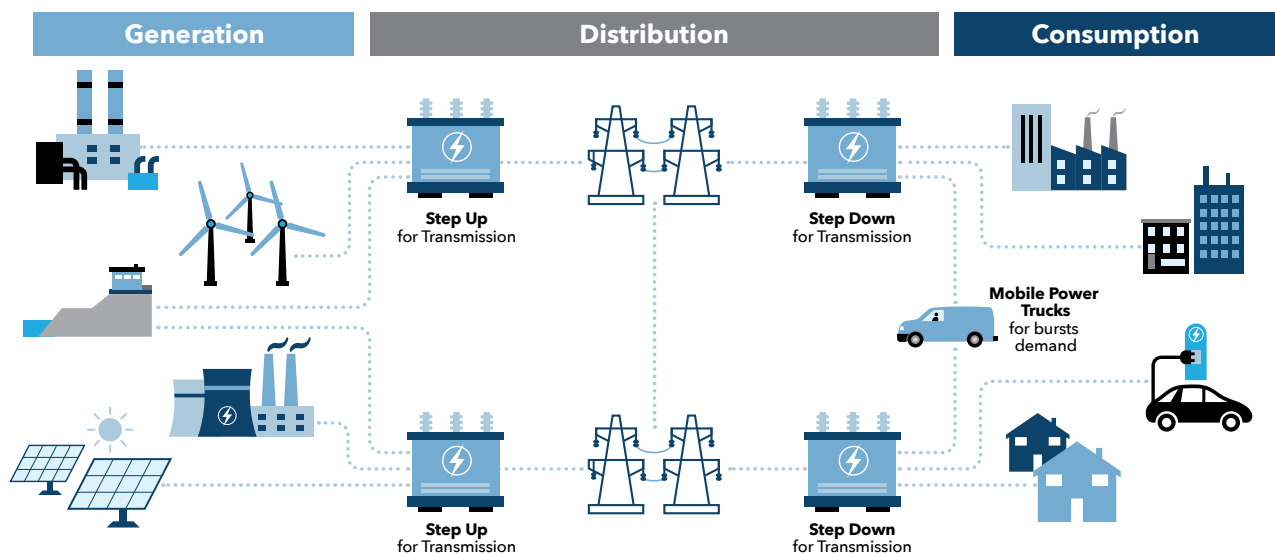 Generation
Distribution
Consumption
Step Up
for Transmission
Step Down
for Transmission
Mobile Power
Trucks
for bursts
demand
Step Up
for Transmission
Step Down
for Transmission